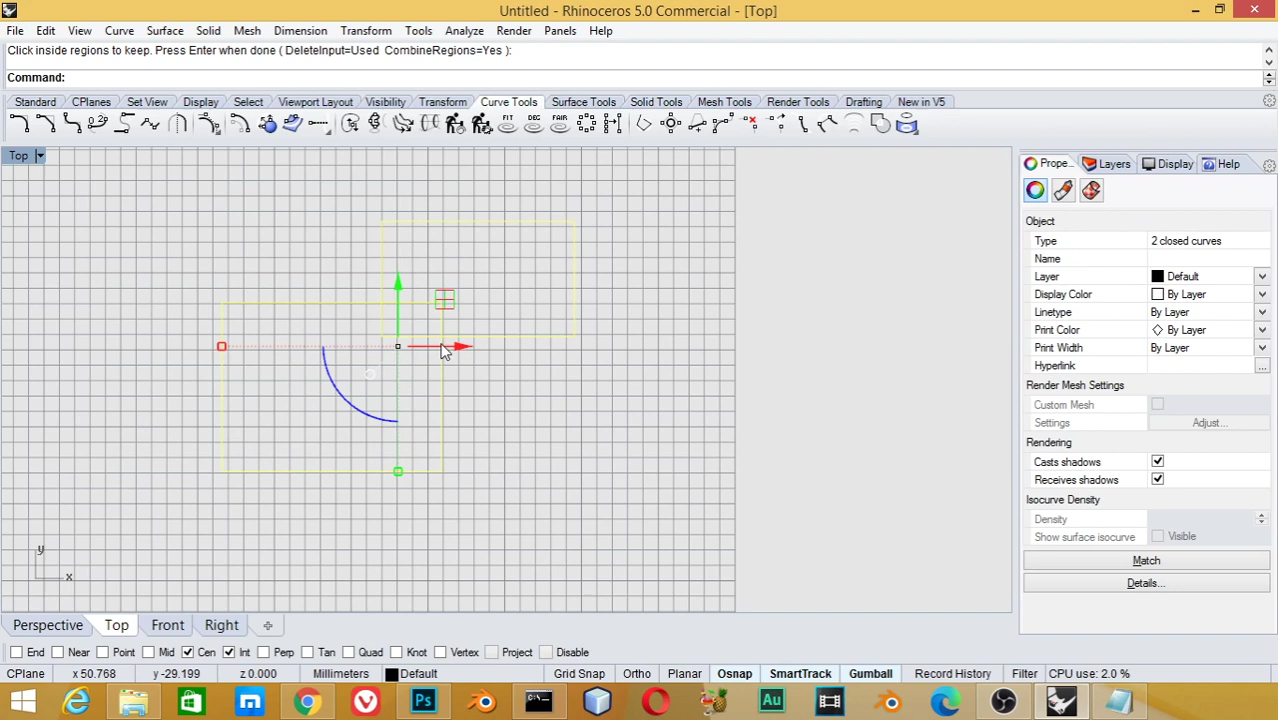 Untitled - Rhinoceros 5.0 Commercial - [Top]
File Edit View Curve Surface Solid Mesh Dimension Transform Tools Analyze Render Panels Help
Click inside regions to keep. Press Enter when done ( DeleteInput=Used CombineRegions=Yes ):
Command:
Standard CPlanes Set View Display Select Viewport Layout Visibility Transform Curve Tools Surface Tools Solid Tools Mesh Tools Render Tools Drafting New in V5
FIT DEG FAIR
Top
Prope... Layers Display Help
Object
Type 2 closed curves
Name
Layer Default
Display Color By Layer
Linetype By Layer
Print Color By Layer
Print Width By Layer
Hyperlink ...
Render Mesh Settings
Custom Mesh
Settings Adjust...
Rendering
Casts shadows
Receives shadows
Isocurve Density
Density
Show surface isocurve Visible
Match
Details...
y
x
Perspective Top Front Right
End Near Point Mid Cen Int Perp Tan Quad Knot Vertex Project Disable
CPlane x 50.768 y -29.199 z 0.000 Millimeters Default Grid Snap Ortho Planar Osnap SmartTrack Gumball Record History Filter CPU use: 2.0 %
Ps Au